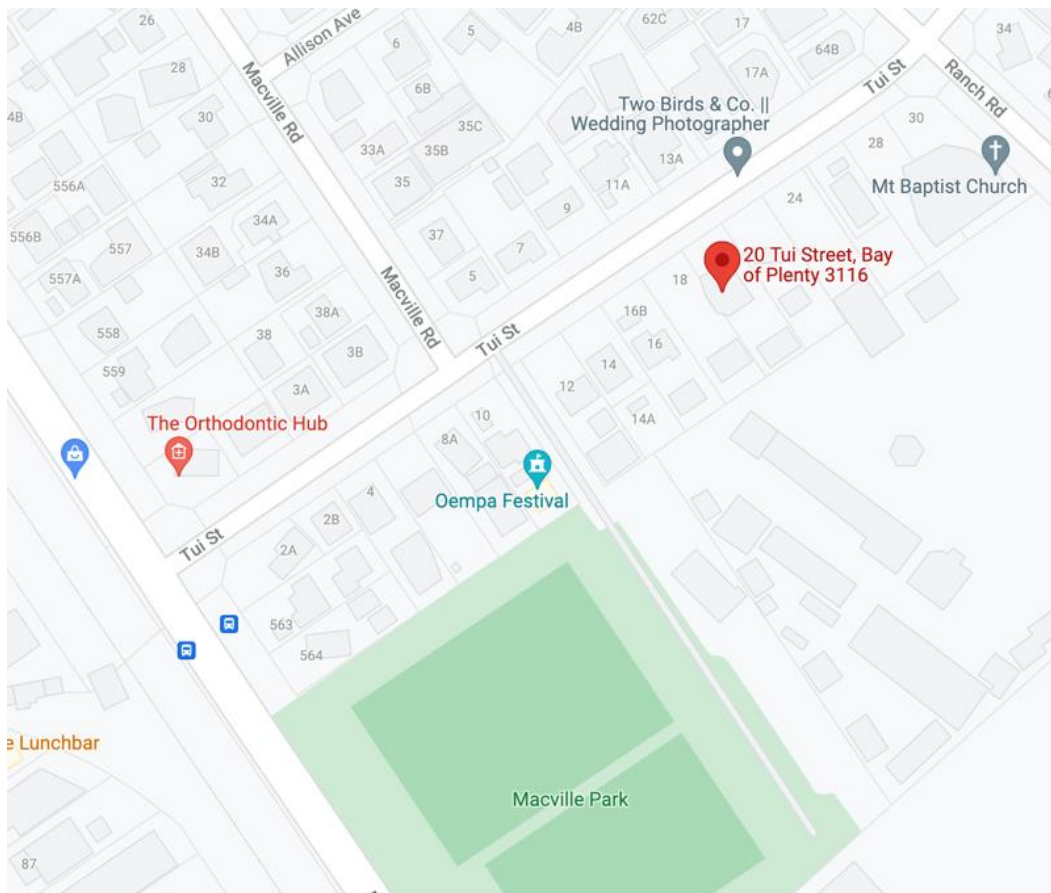 26
Allison Ave
6
5
4B
62C
17
34
28
Macville Rd
64B
17A
Tui St
Ranch Rd
6B
4B
30
Two Birds & Co. ||
Wedding Photographer
35C
33A
35B
13A
30
28
556A
32
35
11A
Mt Baptist Church
24
34A
9
556B
557
34B
37
7
20 Tui Street, Bay
of Plenty 3116
557A
36
5
18
Macville Rd
38A
16B
558
38
3B
Tui St
16
559
14
3A
12
The Orthodontic Hub
10
14A
8A
4
Oempa Festival
2B
Tui St
2A
563
564
e Lunchbar
Macville Park
87